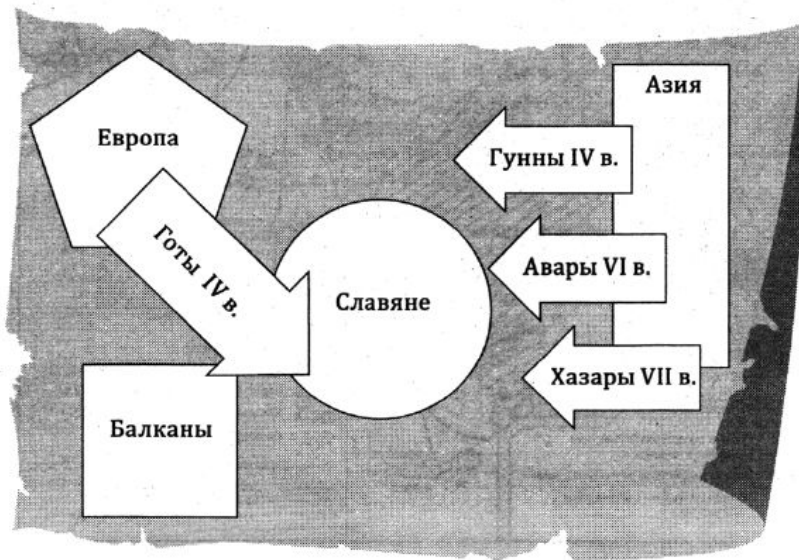 Европа
Азия
Гунны IV в.
Готы IV в.
Авары VI в.
Славяне
Хазары VII в.
Балканы